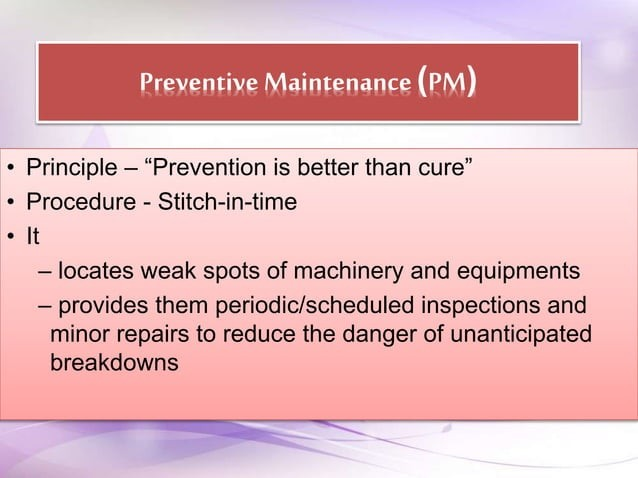 Preventive Maintenance (PM)
• Principle – “Prevention is better than cure”
• Procedure - Stitch-in-time
• It
– locates weak spots of machinery and equipments
– provides them periodic/scheduled inspections and
minor repairs to reduce the danger of unanticipated
breakdowns